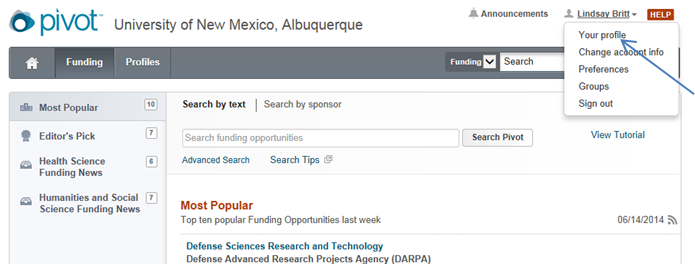 pivot™ University of New Mexico, Albuquerque
Announcements Lindsay Britt HELP
Your profile
Change account info
Preferences
Groups
Sign out
Funding Profiles Funding Search
Most Popular 10
Editor's Pick 7
Health Science 6
Funding News
Humanities and Social 7
Science Funding News
Search by text Search by sponsor
Search funding opportunities Search Pivot View Tutorial
Advanced Search Search Tips
Most Popular
Top ten popular Funding Opportunities last week 06/14/2014
Defense Sciences Research and Technology
Defense Advanced Research Projects Agency (DARPA)